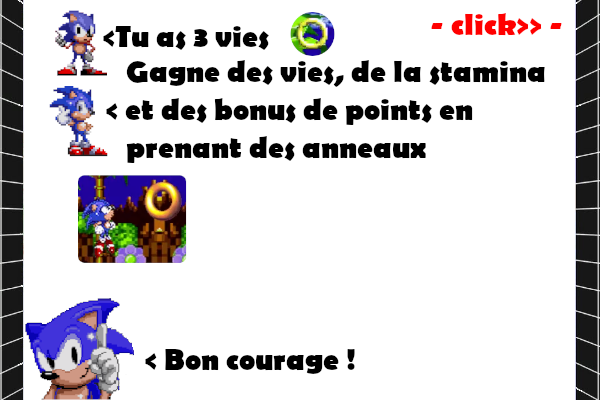 <Tu as 3 vies
- click>> -
Gagne des vies, de la stamina
< et des bonus de points en
prenant des anneaux
< Bon courage !